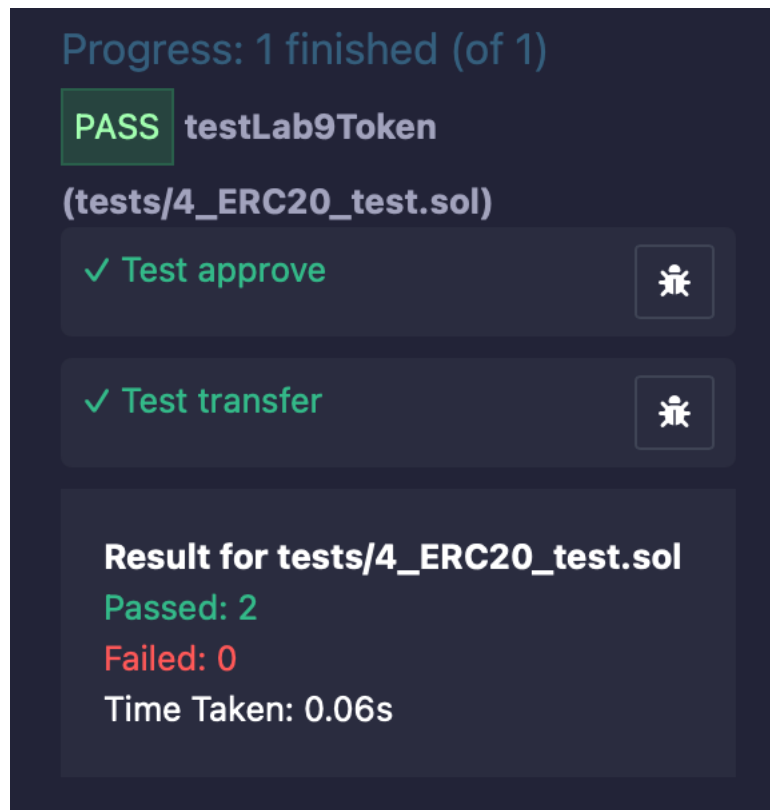 Progress: 1 finished (of 1)
PASS testLab9Token
(tests/4_ERC20_test.sol)
✓ Test approve
✓ Test transfer
Result for tests/4_ERC20_test.sol
Passed: 2
Failed: 0
Time Taken: 0.06s